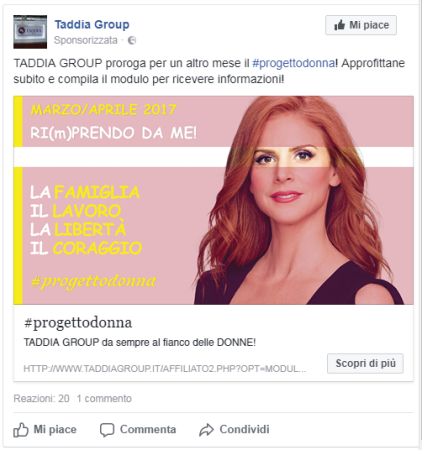 Taddia Group
Mi piace
Sponsorizzata ·
TADDIA GROUP proroga per un altro mese il #progettodonna! Approfittane
subito e compila il modulo per ricevere informazioni!
MARZO/APRILE 2017
RI(m)PRENDO DA ME!
LA FAMIGLIA
IL LAVORO
LA LIBERTÀ
IL CORAGGIO
#progettodonna
#progettodonna
TADDIA GROUP da sempre al fianco delle DONNE!
HTTP://WWW.TADDIAGROUP.IT/AFFILIATO2.PHP?OPT=MODUL...
Scopri di più
Reazioni: 20 1 commento
Mi piace Commenta Condividi